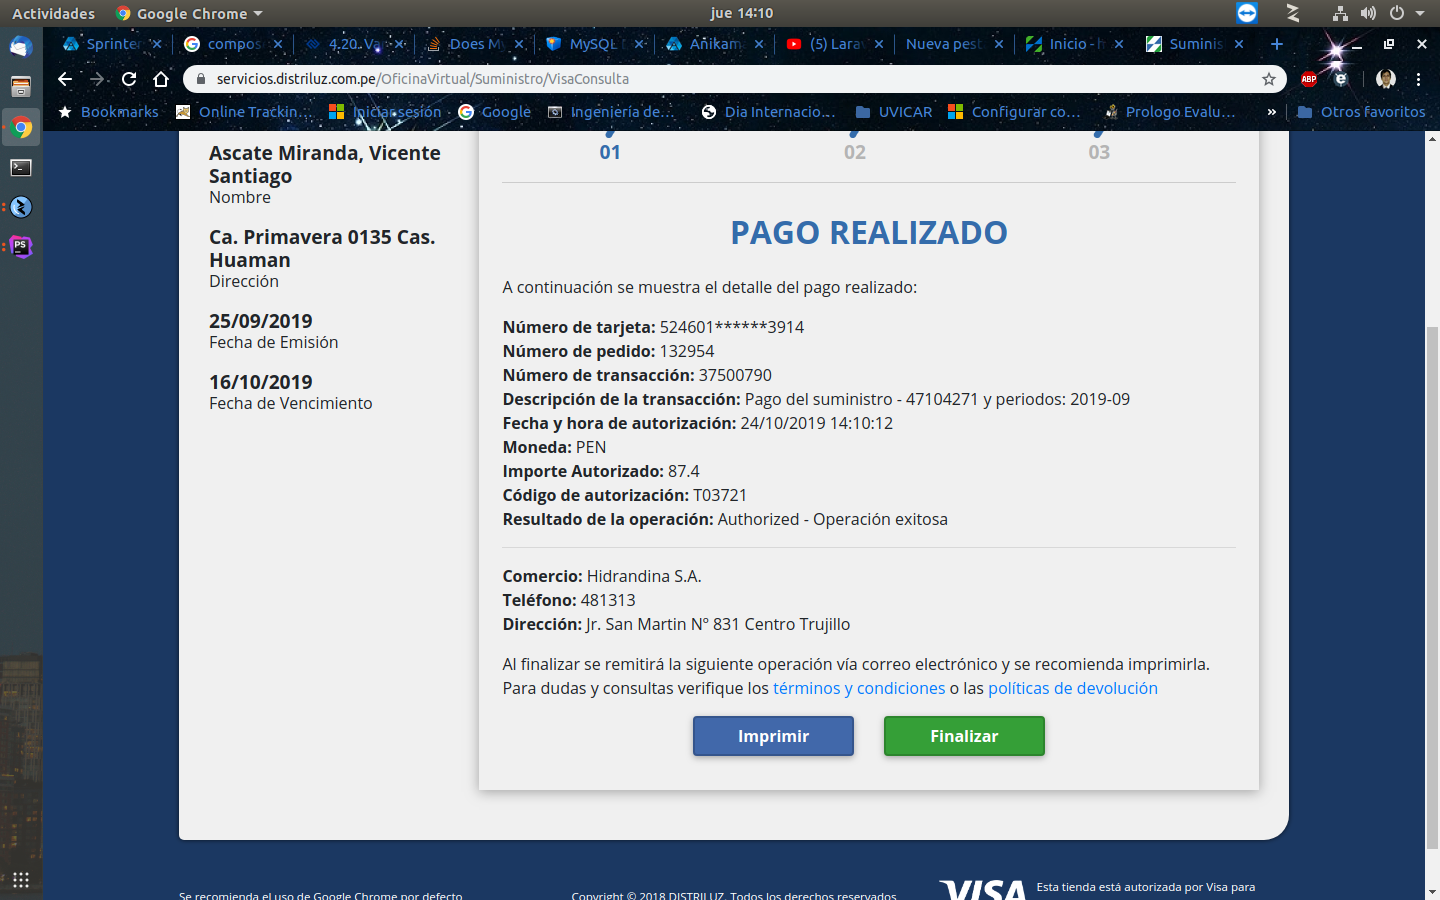 Actividades
Google Chrome
jue 14:10
Sprinter
compos
4.20. Va
Does My
MySQL
Anikam
(5) Lara
Nueva pest
Inicio - h
Suminis
servicios.distriluz.com.pe/OficinaVirtual/Suministro/VisaConsulta
ABP
Bookmarks
Online Trackin...
Iniciar sesión
Google
Ingeniería de...
Dia Internacio...
UVICAR
Configurar co...
Prologo Evalu...
»
Otros favoritos
Ascate Miranda, Vicente
Santiago
Nombre
Ca. Primavera 0135 Cas.
Huaman
Dirección
25/09/2019
Fecha de Emisión
16/10/2019
Fecha de Vencimiento
01
02
03
PAGO REALIZADO
A continuación se muestra el detalle del pago realizado:
Número de tarjeta: 524601******3914
Número de pedido: 132954
Número de transacción: 37500790
Descripción de la transacción: Pago del suministro - 47104271 y periodos: 2019-09
Fecha y hora de autorización: 24/10/2019 14:10:12
Moneda: PEN
Importe Autorizado: 87.4
Código de autorización: T03721
Resultado de la operación: Authorized - Operación exitosa
Comercio: Hidrandina S.A.
Teléfono: 481313
Dirección: Jr. San Martin Nº 831 Centro Trujillo
Al finalizar se remitirá la siguiente operación vía correo electrónico y se recomienda imprimirla.
Para dudas y consultas verifique los términos y condiciones o las políticas de devolución
Imprimir
Finalizar
Se recomienda el uso de Google Chrome por defecto
Copyright © 2018 DISTRILUZ. Todos los derechos reservados
VISA
Esta tienda está autorizada por Visa para
PS